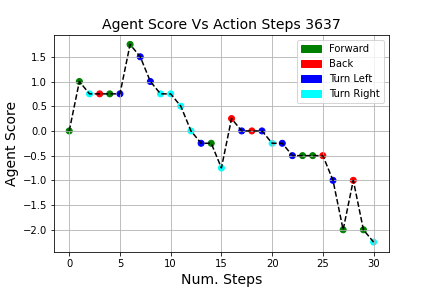 Agent Score Vs Action Steps 3637
Forward
Back
Turn Left
Turn Right
1.5
1.0
0.5
0.0
−0.5
−1.0
−1.5
−2.0
Agent Score
0 5 10 15 20 25 30
Num. Steps